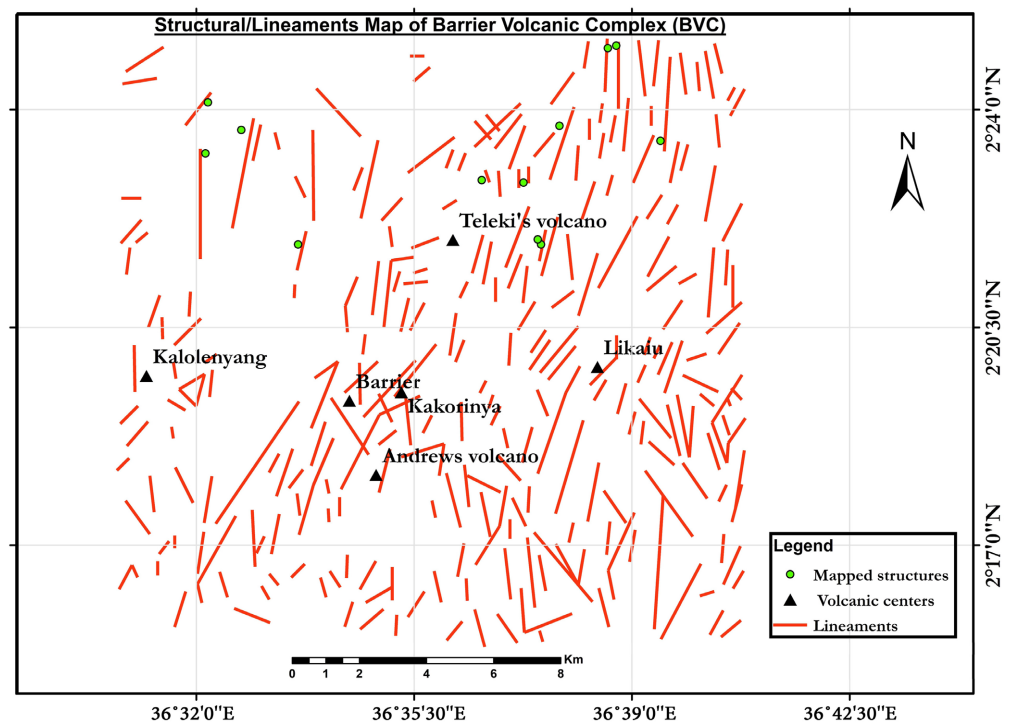 Structural/Lineaments Map of Barrier Volcanic Complex (BVC)
2°24'0"N
N
Teleki's volcano
2°20'30"N
Likaiu
Kalolenyang
Barrier
Kakorinya
Andrews volcano
2°17'0"N
Legend
Mapped structures
Volcanic centers
Lineaments
Km
0 1 2 4 6 8
36°32'0"E 36°35'30"E 36°39'0"E 36°42'30"E